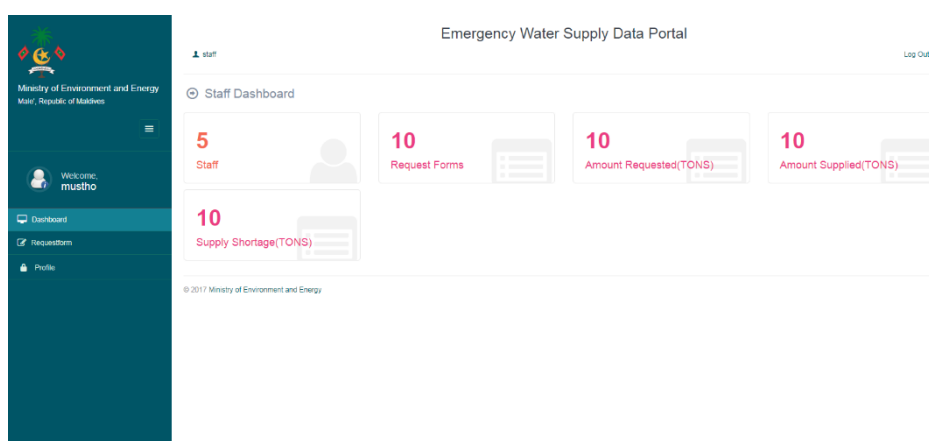 Emergency Water Supply Data Portal
staff
Log Out
Ministry of Environment and Energy
Male', Republic of Maldives
Welcome,
mustho
Dashboard
Requestform
Profile
Staff Dashboard
5
Staff
10
Request Forms
10
Amount Requested(TONS)
10
Amount Supplied(TONS)
10
Supply Shortage(TONS)
© 2017 Ministry of Environment and Energy